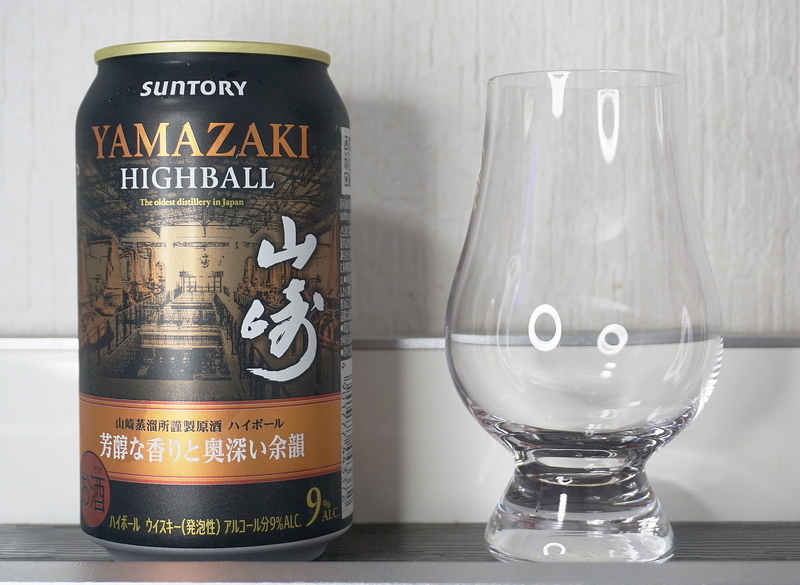 SUNTORY
YAMAZAKI
HIGHBALL
The oldest distillery in Japan
山崎
山崎蒸溜所謹製原酒 ハイボール
芳醇な香りと奥深い余韻
お酒
ハイボール ウイスキー(発泡性) アルコール分9%ALC.
9% ALC.